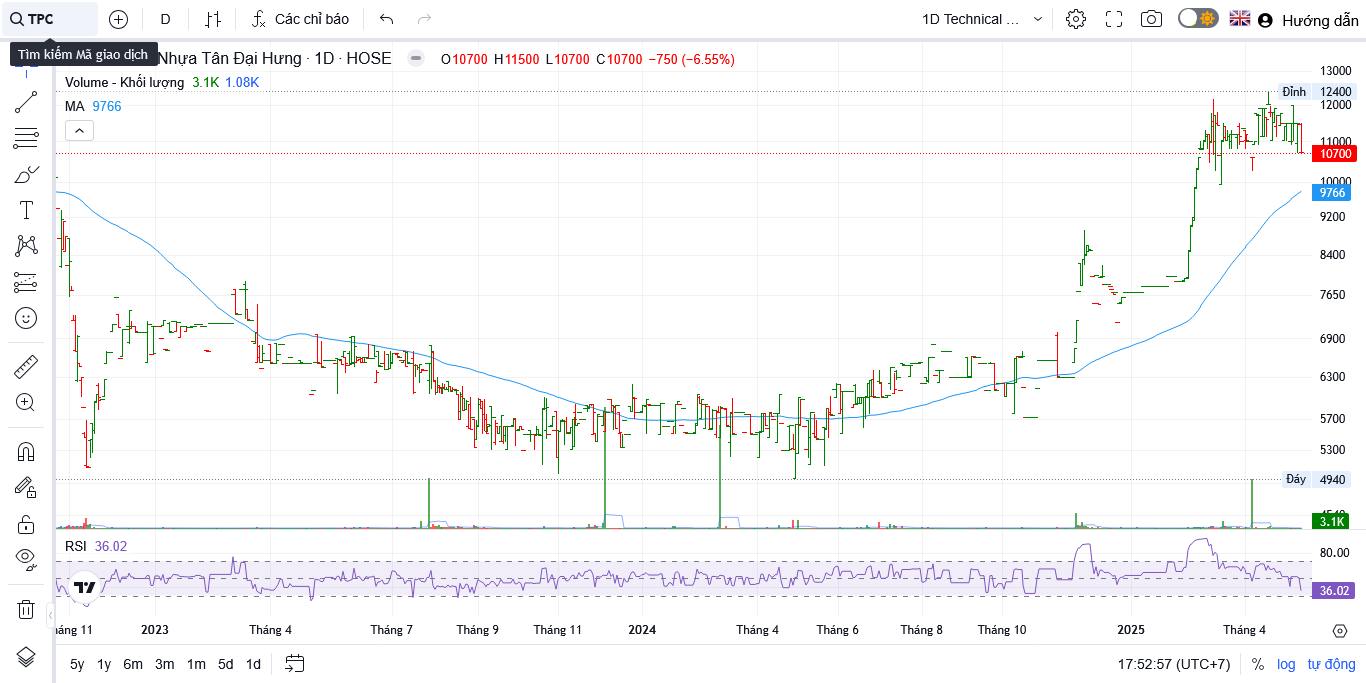 TPC D Các chỉ báo 1D Technical ... Hướng dẫn
Tìm kiếm Mã giao dịch
Nhựa Tân Đại Hưng · 1D · HOSE O10700 H11500 L10700 C10700 −750 (−6.55%)
Volume - Khối lượng 3.1K 1.08K
MA 9766
13000
Đỉnh 12400
12000
11000
10700
10000
9766
9200
8400
7650
6900
6300
5700
5300
Đáy 4940
3.1K
RSI 36.02
80.00
36.02
áng 11 2023 Tháng 4 Tháng 7 Tháng 9 Tháng 11 2024 Tháng 4 Tháng 6 Tháng 8 Tháng 10 2025 Tháng 4
5y 1y 6m 3m 1m 5d 1d 17:52:57 (UTC+7) % log tự động